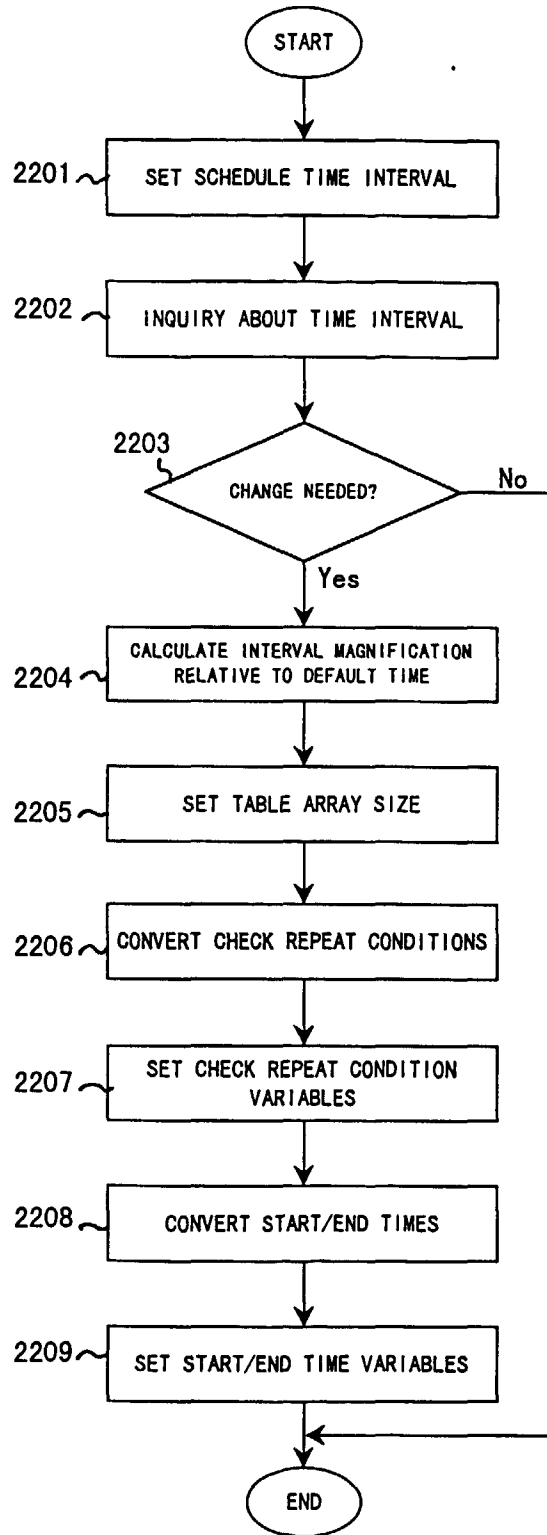 START
2201
SET SCHEDULE TIME INTERVAL
2202
INQUIRY ABOUT TIME INTERVAL
2203
CHANGE NEEDED?
No
Yes
2204
CALCULATE INTERVAL MAGNIFICATION
RELATIVE TO DEFAULT TIME
2205
SET TABLE ARRAY SIZE
2206
CONVERT CHECK REPEAT CONDITIONS
2207
SET CHECK REPEAT CONDITION
VARIABLES
2208
CONVERT START/END TIMES
2209
SET START/END TIME VARIABLES
END